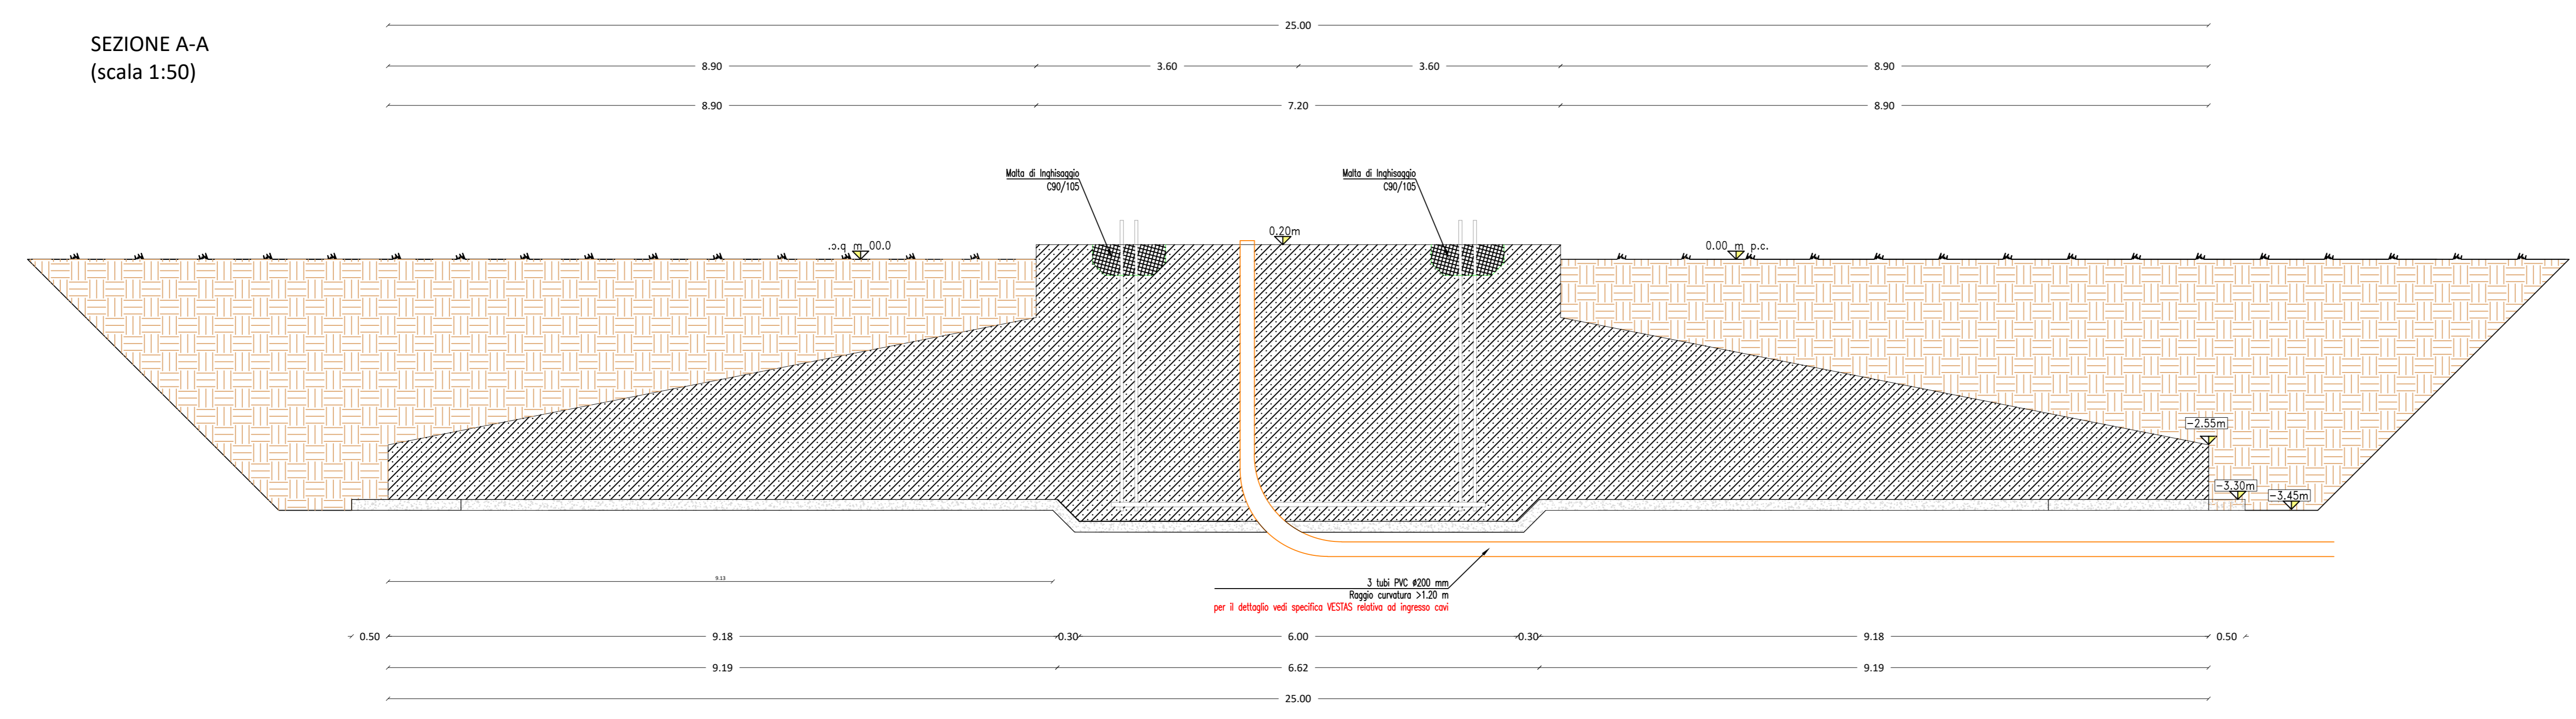 25.00
SEZIONE A-A
(scala 1:50)
8.90 3.60 3.60 8.90
8.90 7.20 8.90
Malta di Inghisaggio
C90/105
Malta di Inghisaggio
C90/105
0.00 m p.c.
0.20m
0.00 m p.c.
-2.55m
-3.30m
-3.45m
9.13
3 tubi PVC ø200 mm
Raggio curvatura >1.20 m
per il dettaglio vedi specifica VESTAS relativa ad ingresso cavi
0.50 9.18 0.30 6.00 0.30 9.18 0.50
9.19 6.62 9.19
25.00